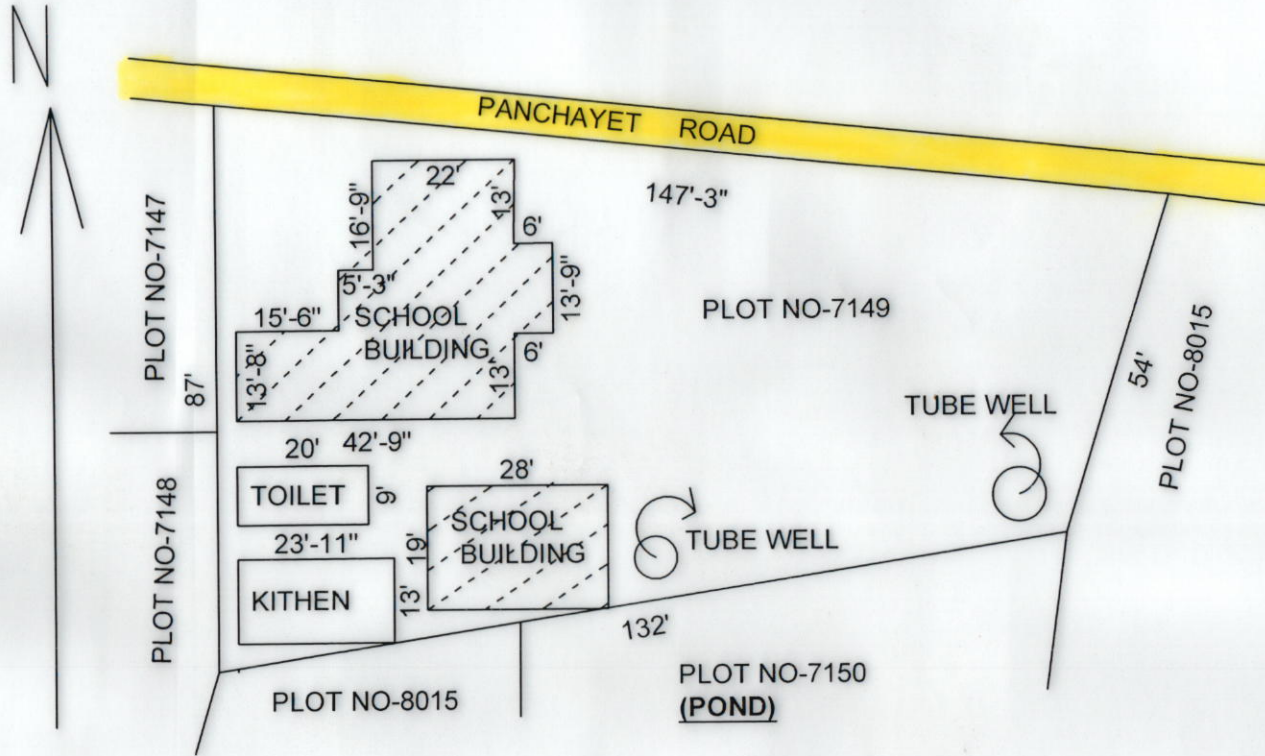 N
PANCHAYET ROAD
147'-3"
22'
16'-9"
13'
6'
5'-3"
13'-9"
15'-6"
SCHOOL
BUILDING
13'-8"
13'
6'
42'-9"
PLOT NO-7147
87'
PLOT NO-7149
54'
PLOT NO-8015
TUBE WELL
20'
TOILET
9'
28'
SCHOOL
BUILDING
19'
TUBE WELL
23'-11"
KITHEN
13'
PLOT NO-7148
132'
PLOT NO-8015
PLOT NO-7150
(POND)